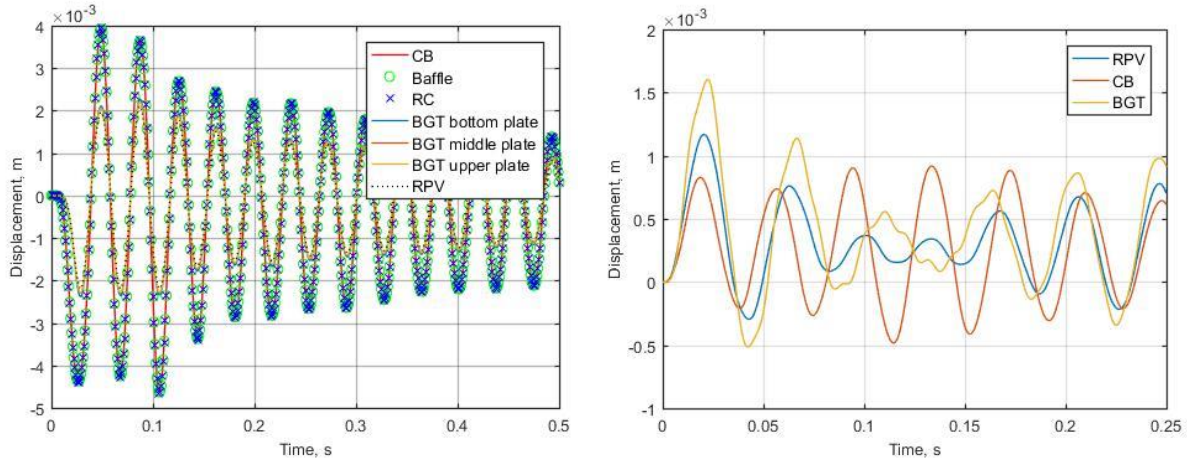 ×10⁻³
4
3
2
1
0
-1
-2
-3
-4
-5
Displacement, m
0
0.1
0.2
0.3
0.4
0.5
Time, s
CB
Baffle
RC
BGT bottom plate
BGT middle plate
BGT upper plate
RPV
×10⁻³
2
1.5
1
0.5
0
-0.5
-1
Displacement, m
0
0.05
0.1
0.15
0.2
0.25
Time, s
RPV
CB
BGT